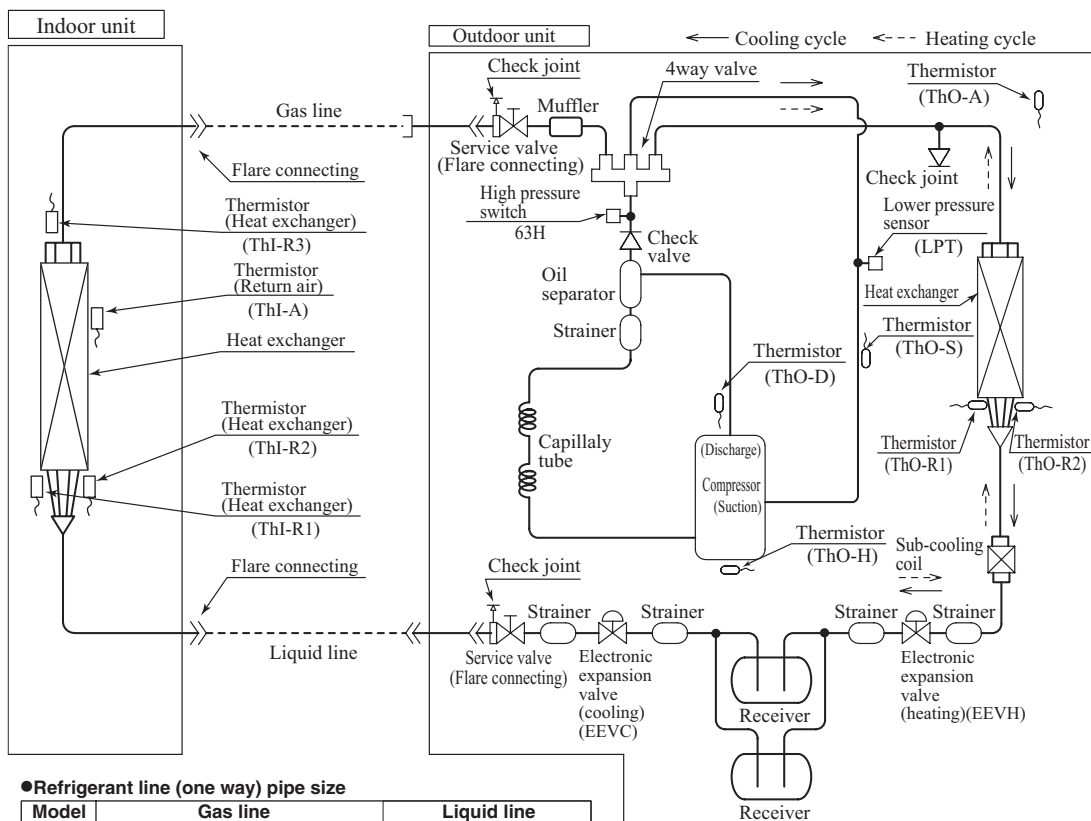 Indoor unit
Outdoor unit
Cooling cycle
Heating cycle
Check joint
4way valve
Thermistor
(ThO-A)
Gas line
Muffler
Service valve
(Flare connecting)
Flare connecting
Check joint
High pressure
switch
63H
Lower pressure
sensor
(LPT)
Thermistor
(Heat exchanger)
(ThI-R3)
Check
valve
Thermistor
(Return air)
(ThI-A)
Oil
separator
Heat exchanger
Strainer
Heat exchanger
Thermistor
(ThO-S)
Thermistor
(ThO-D)
Thermistor
(Heat exchanger)
(ThI-R2)
Capillaly
tube
(Discharge)
Compressor
(Suction)
Thermistor
(ThO-R1)
Thermistor
(ThO-R2)
Thermistor
(Heat exchanger)
(ThI-R1)
Thermistor
(ThO-H)
Sub-cooling
coil
Flare connecting
Check joint
Strainer
Strainer
Strainer
Strainer
Liquid line
Service valve
(Flare connecting)
Electronic
expansion
valve
(cooling)
(EEVC)
Receiver
Electronic
expansion
valve
(heating)(EEVH)
Receiver
●Refrigerant line (one way) pipe size
Model Gas line Liquid line